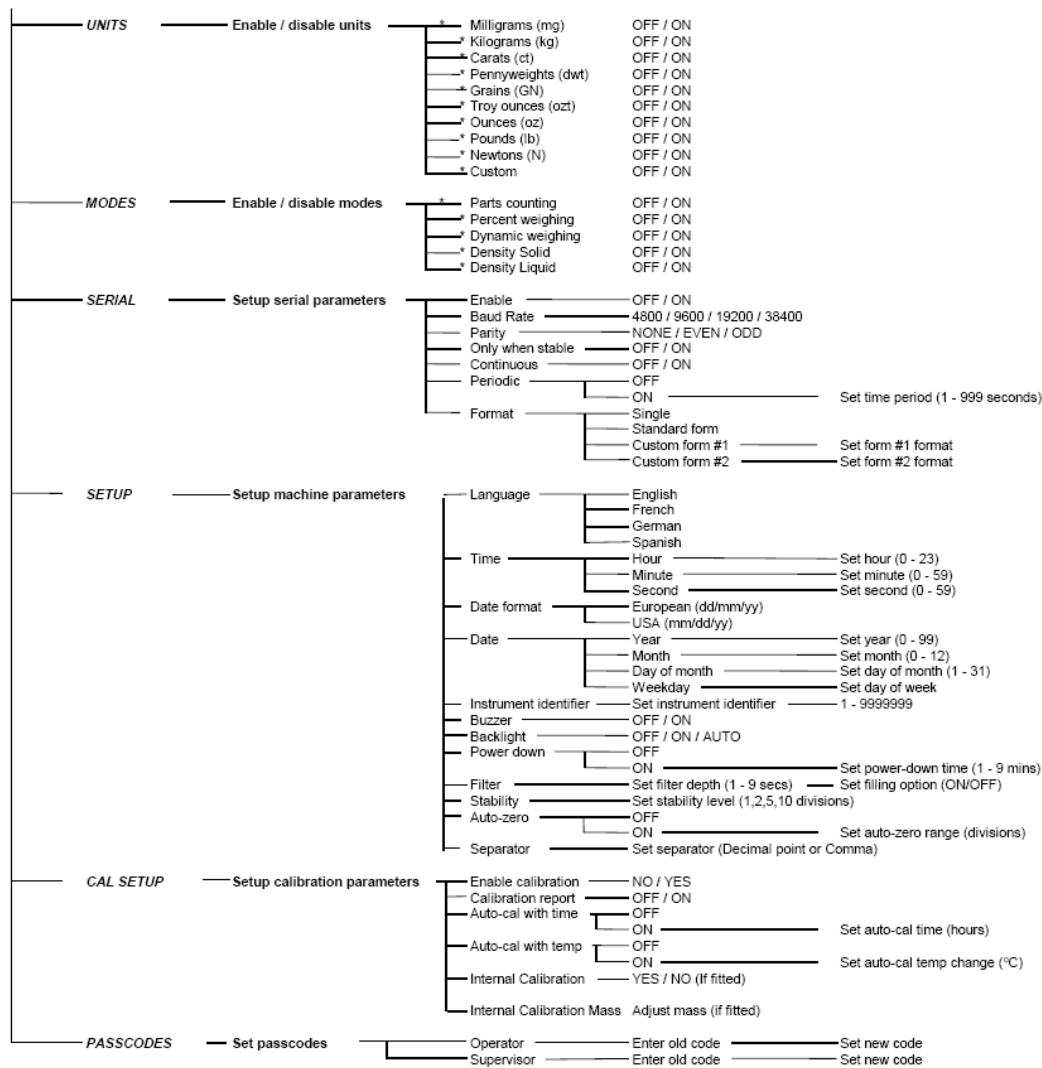 UNITS Enable / disable units * Milligrams (mg) OFF / ON
* Kilograms (kg) OFF / ON
* Carats (ct) OFF / ON
* Pennyweights (dwt) OFF / ON
* Grains (GN) OFF / ON
* Troy ounces (ozt) OFF / ON
* Ounces (oz) OFF / ON
* Pounds (lb) OFF / ON
* Newtons (N) OFF / ON
* Custom OFF / ON
MODES Enable / disable modes * Parts counting OFF / ON
* Percent weighing OFF / ON
* Dynamic weighing OFF / ON
* Density Solid OFF / ON
* Density Liquid OFF / ON
SERIAL Setup serial parameters Enable OFF / ON
Baud Rate 4800 / 9600 / 19200 / 38400
Parity NONE / EVEN / ODD
Only when stable OFF / ON
Continuous OFF / ON
Periodic OFF
ON Set time period (1 - 999 seconds)
Format Single
Standard form
Custom form #1 Set form #1 format
Custom form #2 Set form #2 format
SETUP Setup machine parameters Language English
French
German
Spanish
Time Hour Set hour (0 - 23)
Minute Set minute (0 - 59)
Second Set second (0 - 59)
Date format European (dd/mm/yy)
USA (mm/dd/yy)
Date Year Set year (0 - 99)
Month Set month (0 - 12)
Day of month Set day of month (1 - 31)
Weekday Set day of week
Instrument identifier Set instrument identifier 1 - 9999999
Buzzer OFF / ON
Backlight OFF / ON / AUTO
Power down OFF
ON Set power-down time (1 - 9 mins)
Filter Set filter depth (1 - 9 secs) Set filling option (ON/OFF)
Stability Set stability level (1,2,5,10 divisions)
Auto-zero OFF
ON Set auto-zero range (divisions)
Separator Set separator (Decimal point or Comma)
CAL SETUP Setup calibration parameters Enable calibration NO / YES
Calibration report OFF / ON
Auto-cal with time OFF
ON Set auto-cal time (hours)
Auto-cal with temp OFF
ON Set auto-cal temp change (°C)
Internal Calibration YES / NO (If fitted)
Internal Calibration Mass Adjust mass (if fitted)
PASSCODES Set passcodes Operator Enter old code Set new code
Supervisor Enter old code Set new code